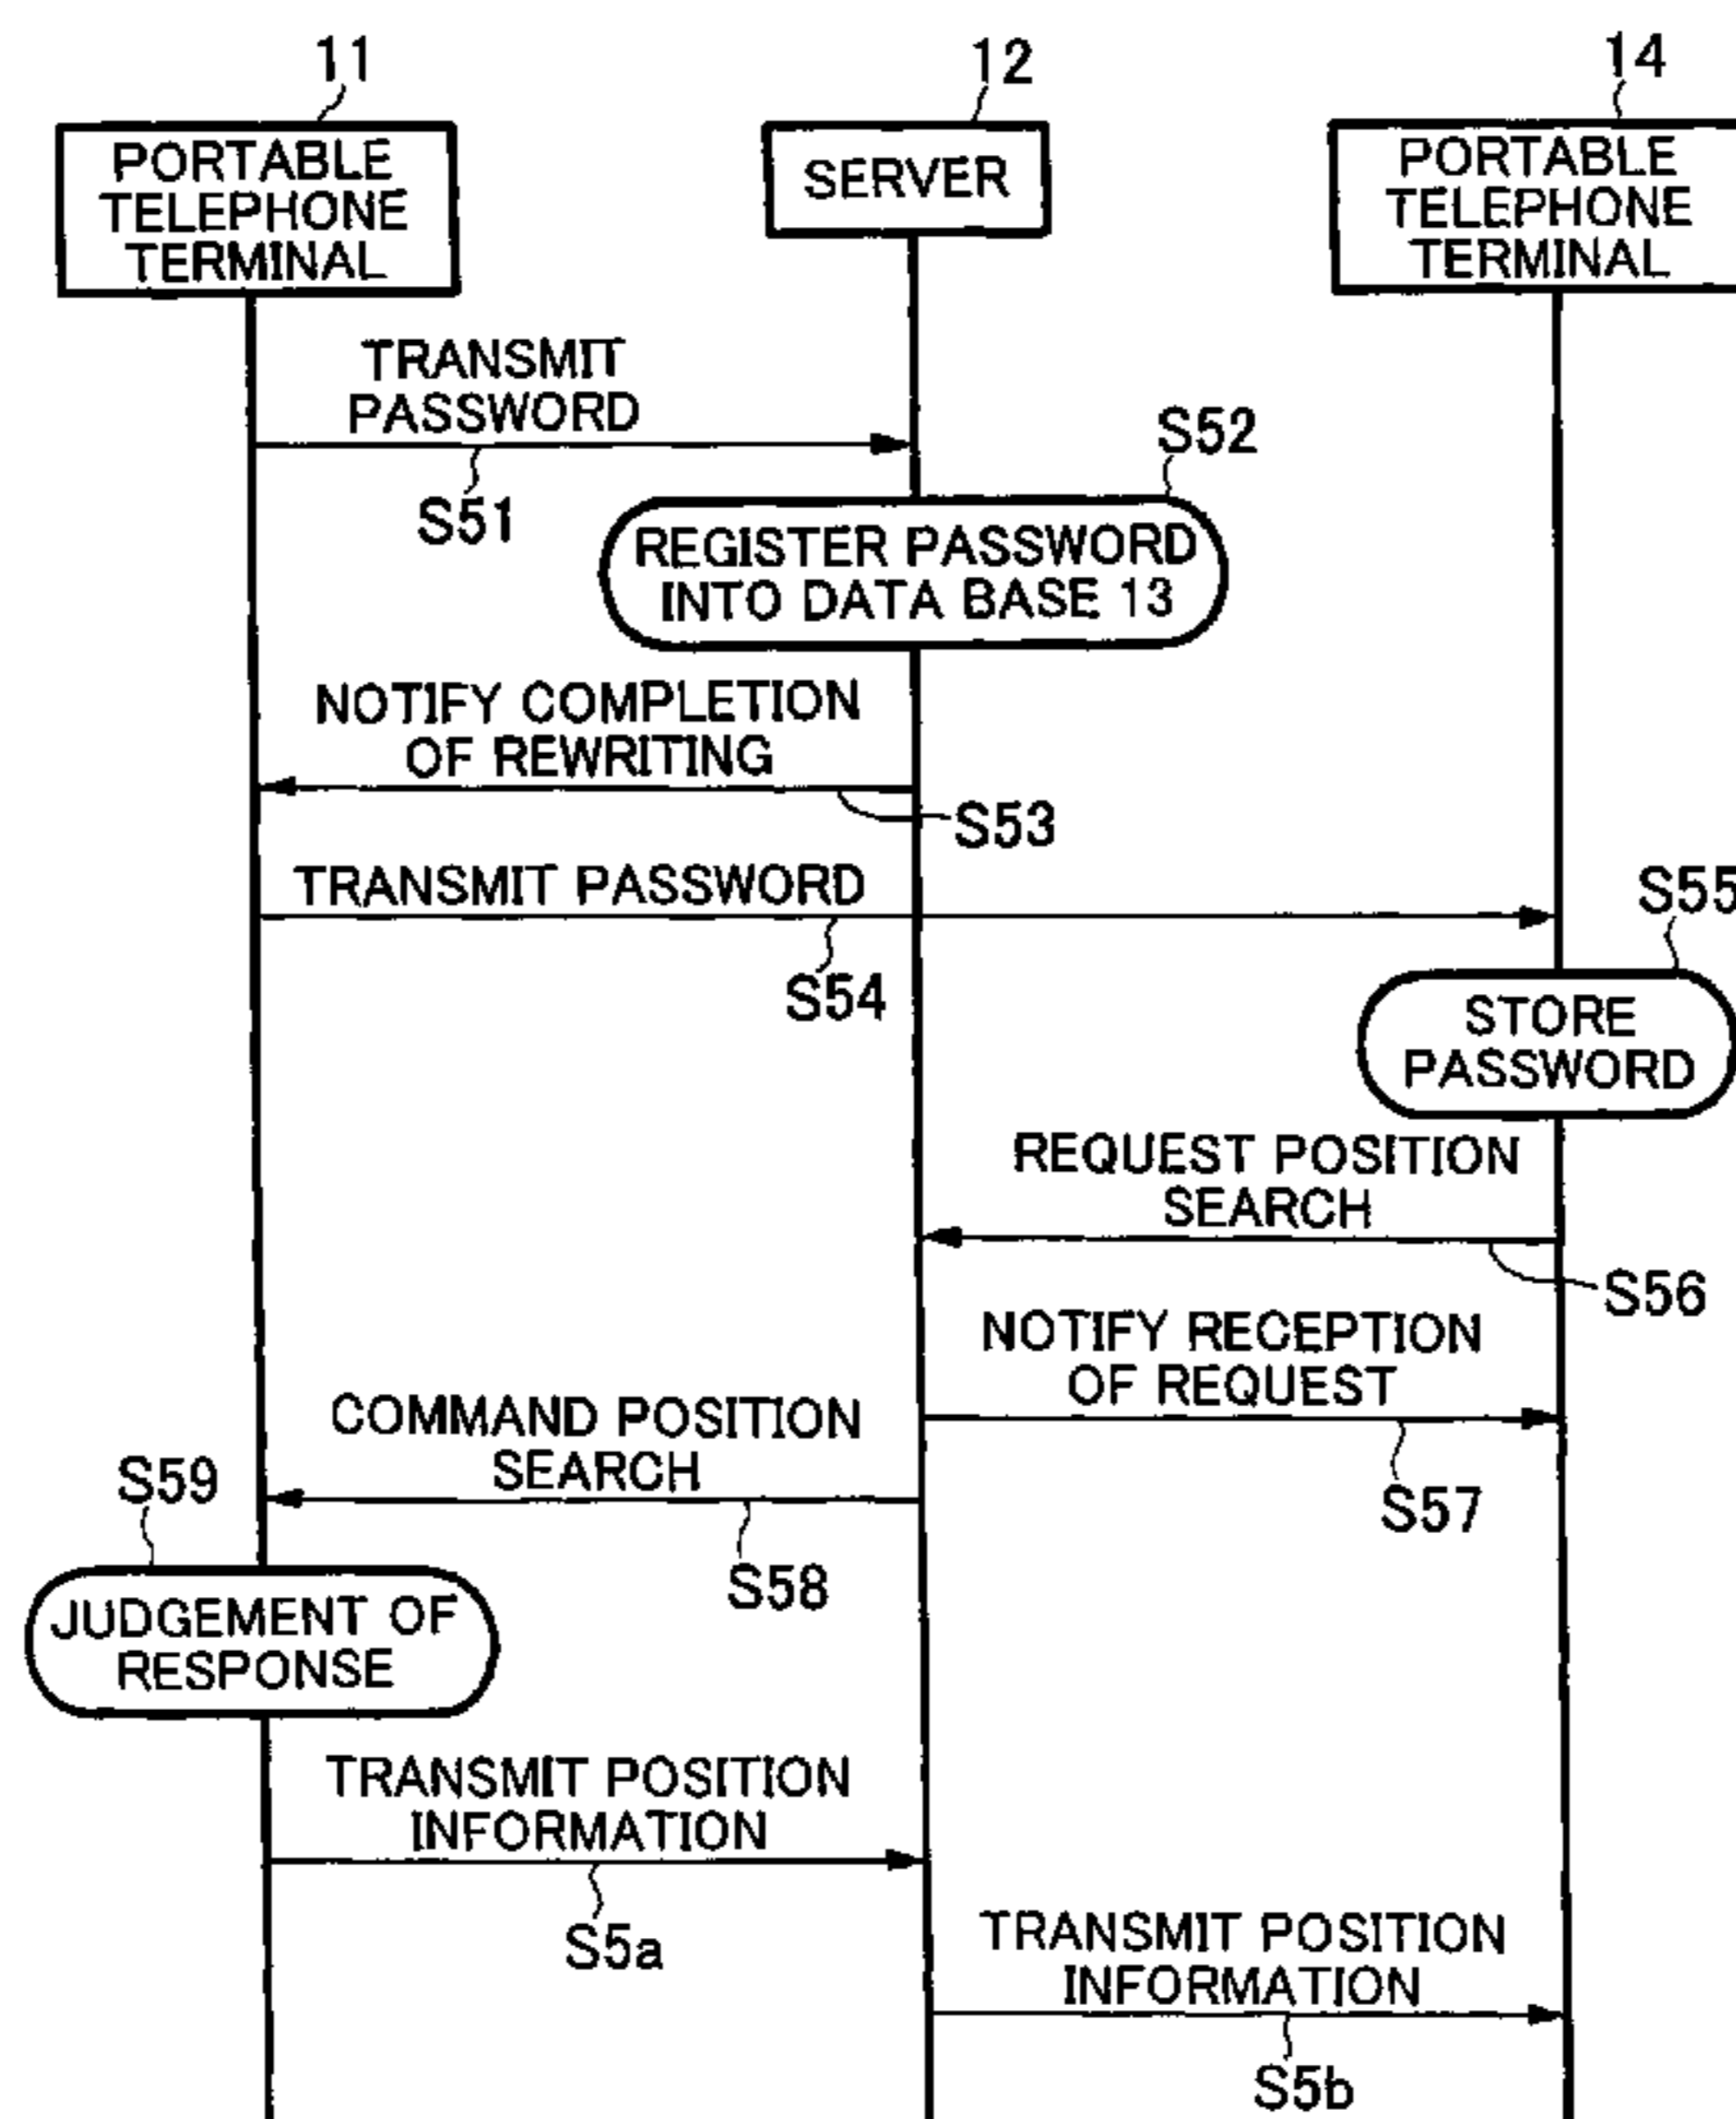 11
12
14
PORTABLE
TELEPHONE
TERMINAL
SERVER
PORTABLE
TELEPHONE
TERMINAL
TRANSMIT
PASSWORD
S51
S52
REGISTER PASSWORD
INTO DATA BASE 13
NOTIFY COMPLETION
OF REWRITING
S53
TRANSMIT PASSWORD
S54
S55
STORE
PASSWORD
REQUEST POSITION
SEARCH
S56
NOTIFY RECEPTION
OF REQUEST
S57
COMMAND POSITION
SEARCH
S58
S59
JUDGEMENT OF
RESPONSE
TRANSMIT POSITION
INFORMATION
S5a
TRANSMIT POSITION
INFORMATION
S5b